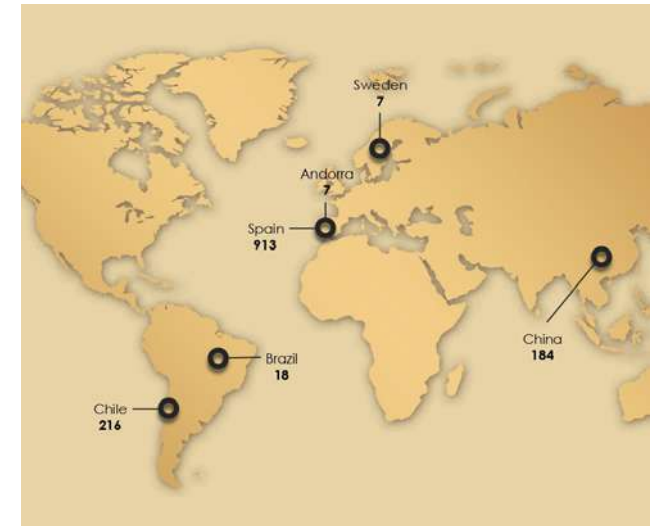 Sweden
7
Andorra
7
Spain
913
China
184
Brazil
18
Chile
216